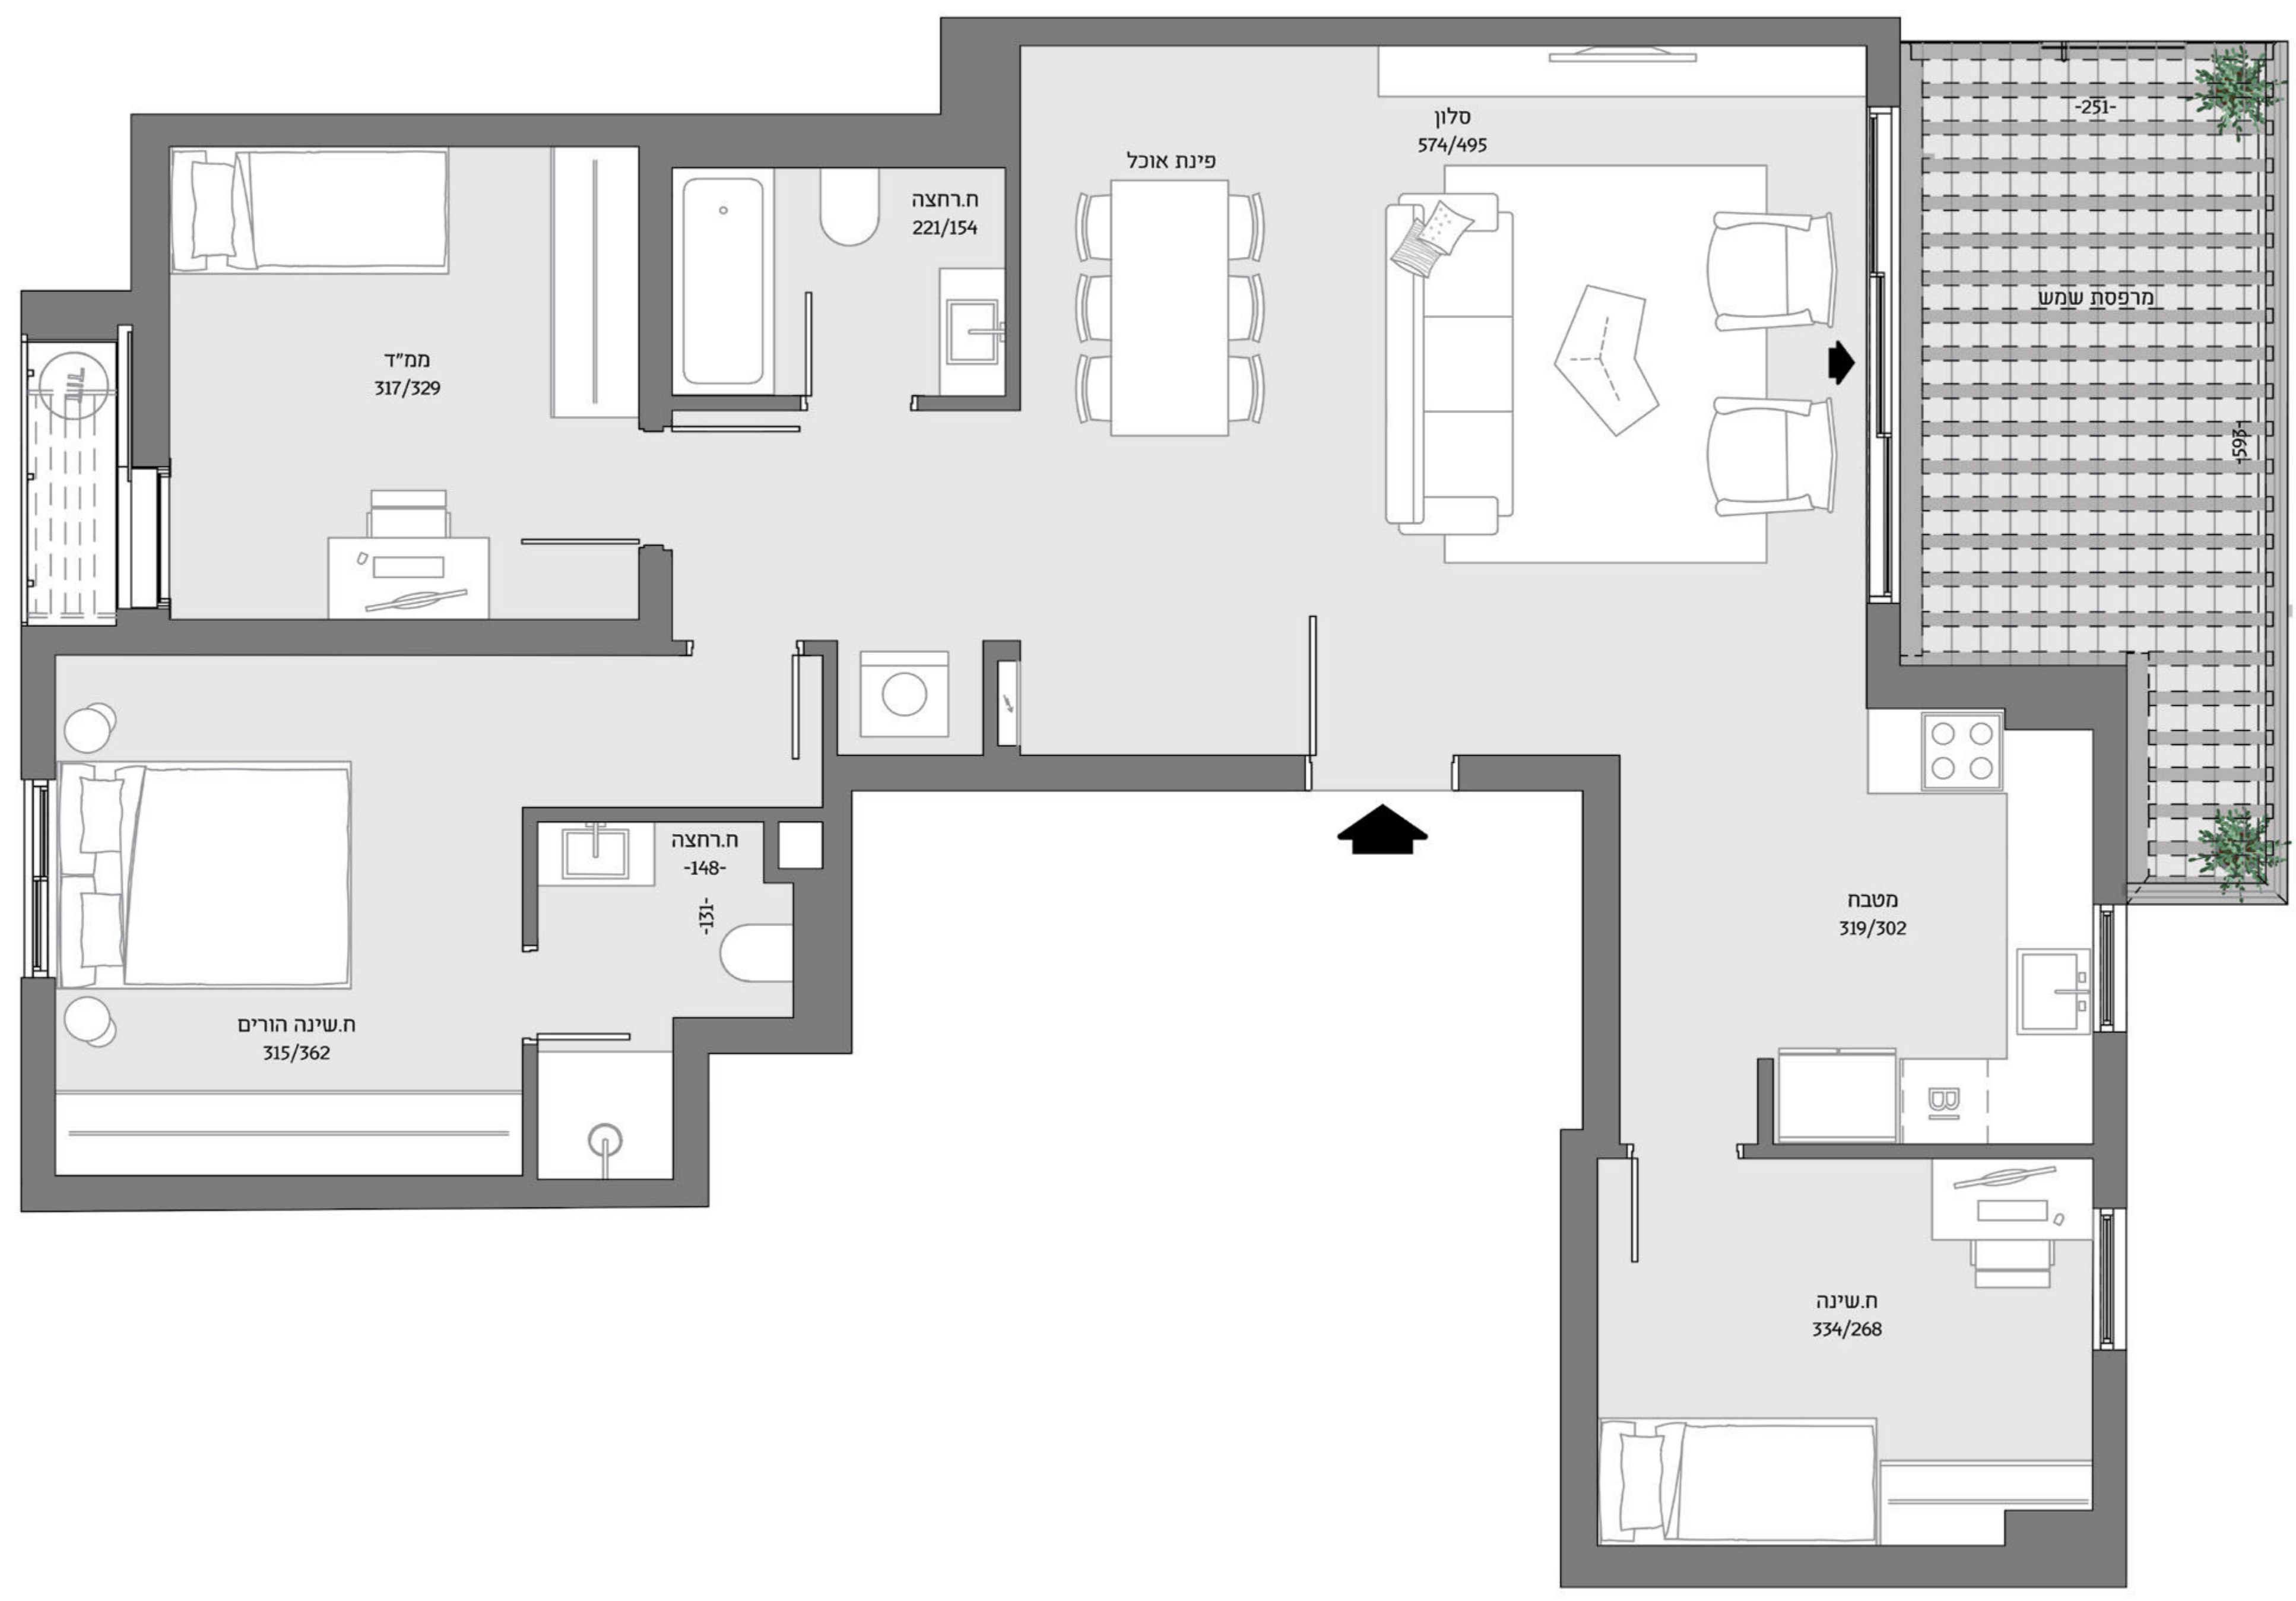 סלון
574/495
-251-
פינת אוכל
ח.רחצה
221/154
מרפסת שמש
ממ"ד
317/329
-593-
ח.רחצה
-148-
-131-
מטבח
319/302
ח.שינה הורים
315/362
BI
ח.שינה
334/268